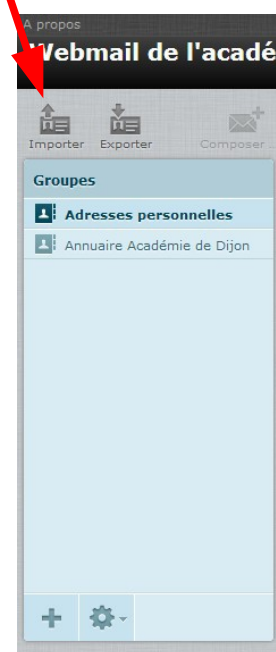 A propos
Webmail de l'acadé
Importer Exporter Composer
Groupes
Adresses personnelles
Annuaire Académie de Dijon